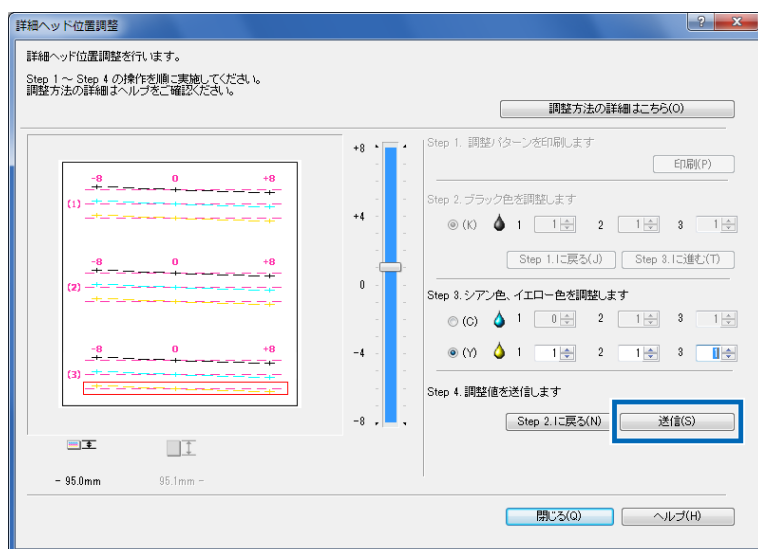 詳細ヘッド位置調整
詳細ヘッド位置調整を行います。
Step 1 ~ Step 4 の操作を順に実施してください。
調整方法の詳細はヘルプをご確認ください。
調整方法の詳細はこちら(O)
-8 0 +8
(1)
-8 0 +8
(2)
-8 0 +8
(3)
- 95.0mm 95.1mm -
+8
+4
0
-4
-8
Step 1. 調整パターンを印刷します
印刷(P)
Step 2. ブラック色を調整します
(K) 1 1 2 1 3 1
Step 1.に戻る(J) Step 3.に進む(T)
Step 3. シアン色、イエロー色を調整します
(C) 1 0 2 1 3 1
(Y) 1 1 2 1 3 1
Step 4. 調整値を送信します
Step 2.に戻る(N) 送信(S)
閉じる(Q) ヘルプ(H)